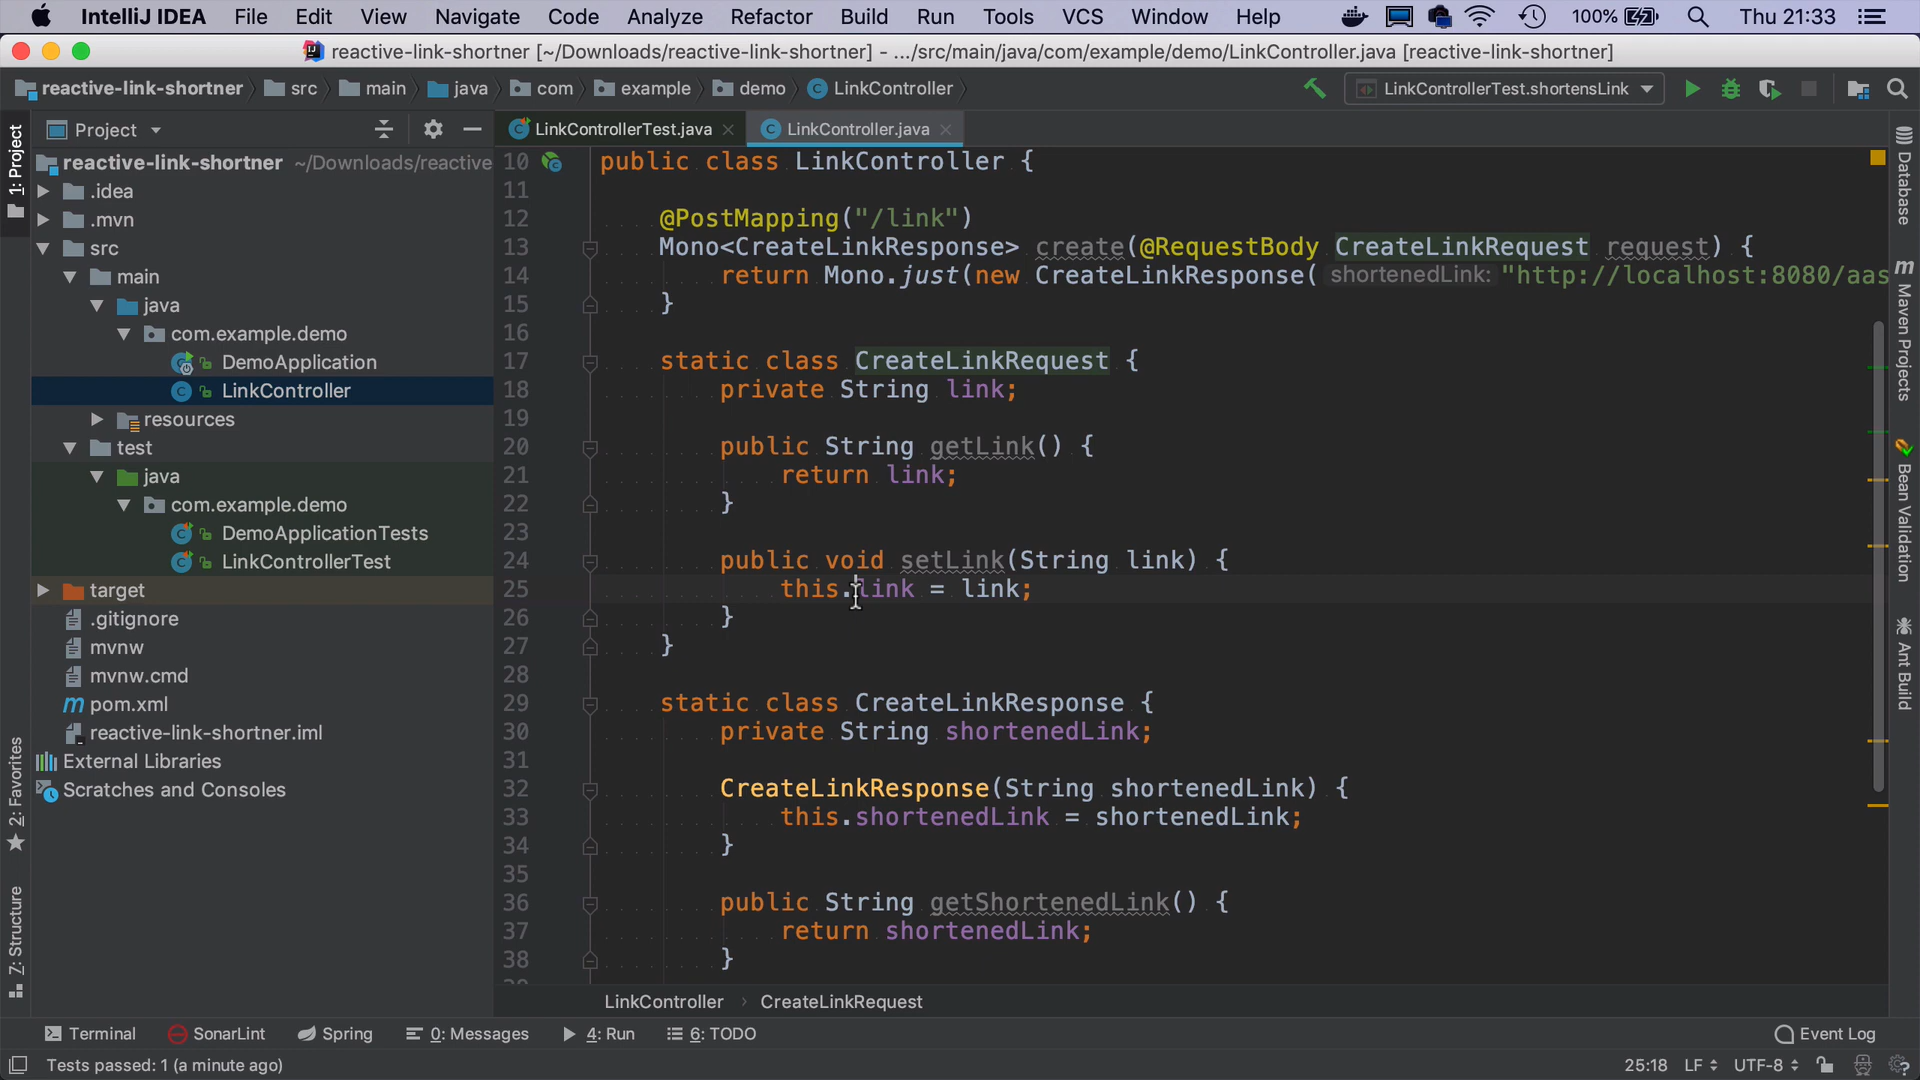 IntelliJ IDEA File Edit View Navigate Code Analyze Refactor Build Run Tools VCS Window Help 100% Thu 21:33
reactive-link-shortner [~/Downloads/reactive-link-shortner] - .../src/main/java/com/example/demo/LinkController.java [reactive-link-shortner]
reactive-link-shortner src main java com example demo LinkController LinkControllerTest.shortensLink
Project
LinkControllerTest.java LinkController.java
1: Project
2: Favorites
Z: Structure
reactive-link-shortner ~/Downloads/reactive
.idea
.mvn
src
main
java
com.example.demo
DemoApplication
LinkController
resources
test
java
com.example.demo
DemoApplicationTests
LinkControllerTest
target
.gitignore
mvnw
mvnw.cmd
pom.xml
reactive-link-shortner.iml
External Libraries
Scratches and Consoles
10 public class LinkController {
11
12 @PostMapping("/link")
13 Mono<CreateLinkResponse> create(@RequestBody CreateLinkRequest request) {
14 return Mono.just(new CreateLinkResponse( shortenedLink: "http://localhost:8080/aas
15 }
16
17 static class CreateLinkRequest {
18 private String link;
19
20 public String getLink() {
21 return link;
22 }
23
24 public void setLink(String link) {
25 this.link = link;
26 }
27 }
28
29 static class CreateLinkResponse {
30 private String shortenedLink;
31
32 CreateLinkResponse(String shortenedLink) {
33 this.shortenedLink = shortenedLink;
34 }
35
36 public String getShortenedLink() {
37 return shortenedLink;
38 }
LinkController CreateLinkRequest
Database
Maven Projects
Bean Validation
Ant Build
Terminal SonarLint Spring 0: Messages 4: Run 6: TODO Event Log
Tests passed: 1 (a minute ago) 25:18 LF UTF-8